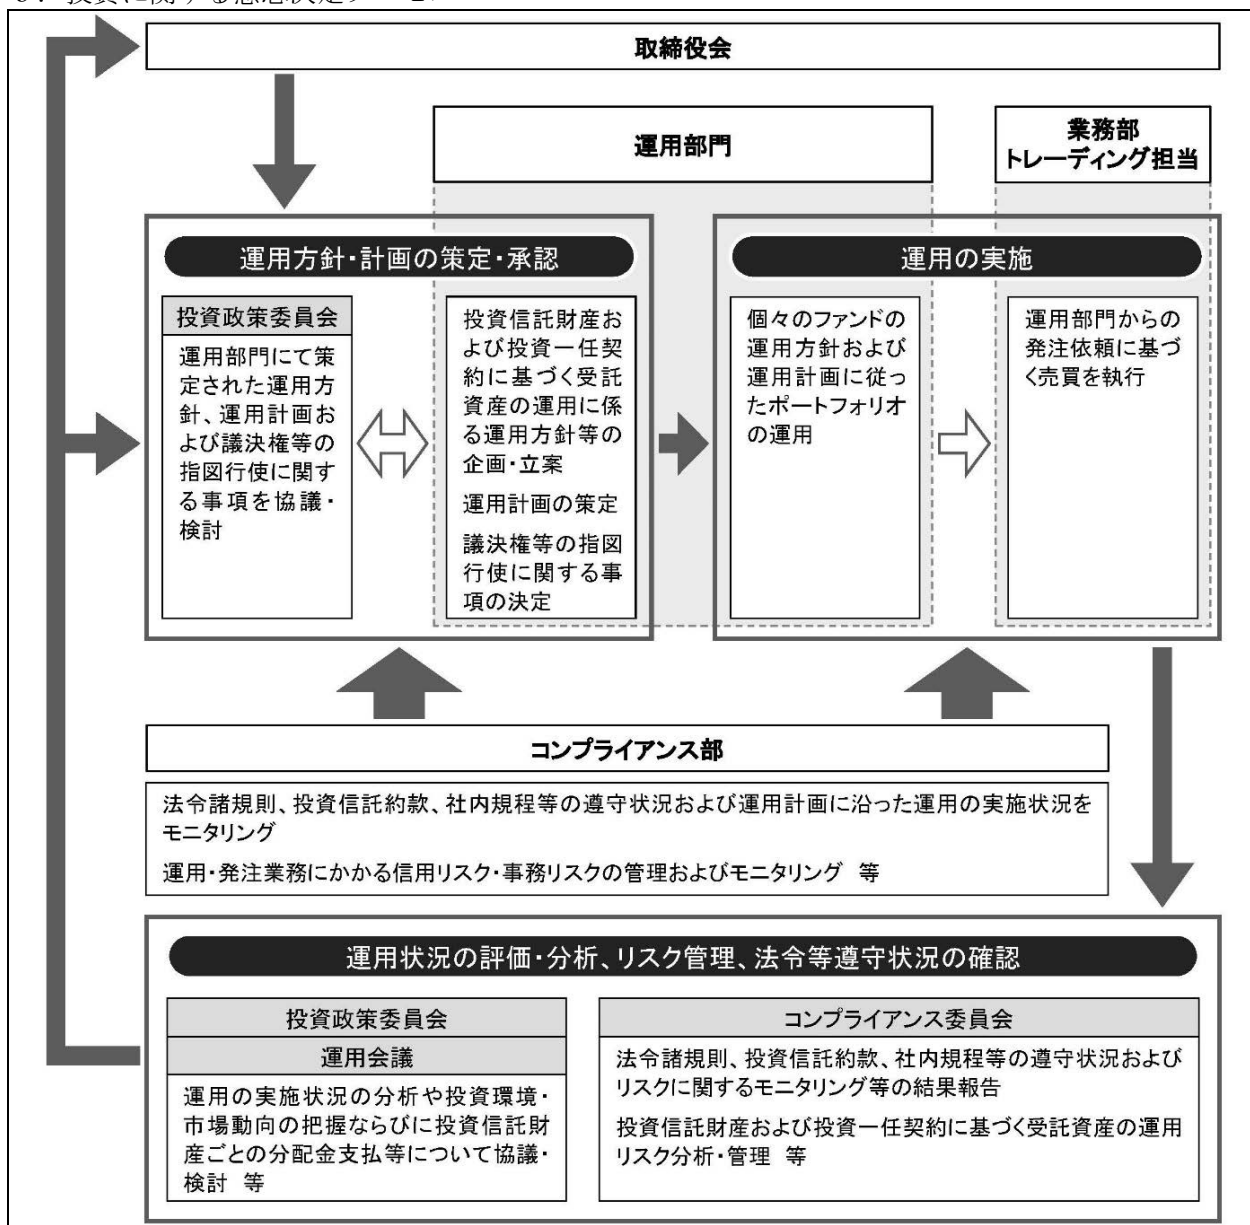 取締役会
運用部門
業務部
トレーディング担当
運用方針・計画の策定・承認
投資政策委員会
運用部門にて策
定された運用方
針、運用計画お
よび議決権等の
指図行使に関す
る事項を協議・
検討
投資信託財産お
よび投資一任契
約に基づく受託
資産の運用に係
る運用方針等の
企画・立案
運用計画の策定
議決権等の指図
行使に関する事
項の決定
運用の実施
個々のファンドの
運用方針および
運用計画に従っ
たポートフォリオ
の運用
運用部門からの
発注依頼に基づ
く売買を執行
コンプライアンス部
法令諸規則、投資信託約款、社内規程等の遵守状況および運用計画に沿った運用の実施状況を
モニタリング
運用・発注業務にかかる信用リスク・事務リスクの管理およびモニタリング 等
運用状況の評価・分析、リスク管理、法令等遵守状況の確認
投資政策委員会
運用会議
運用の実施状況の分析や投資環境・
市場動向の把握ならびに投資信託財
産ごとの分配金支払等について協議・
検討 等
コンプライアンス委員会
法令諸規則、投資信託約款、社内規程等の遵守状況および
リスクに関するモニタリング等の結果報告
投資信託財産および投資一任契約に基づく受託資産の運用
リスク分析・管理 等